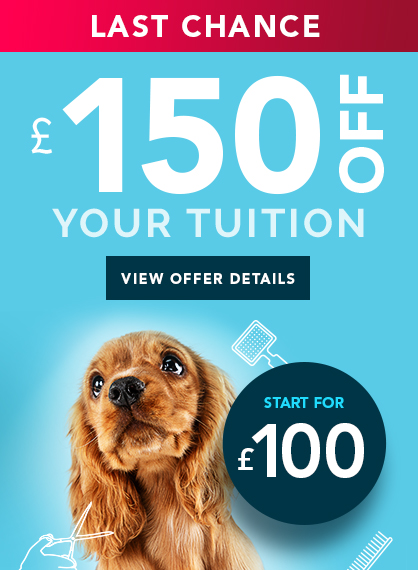 LAST CHANCE
£150 OFF
YOUR TUITION
VIEW OFFER DETAILS
START FOR
£100